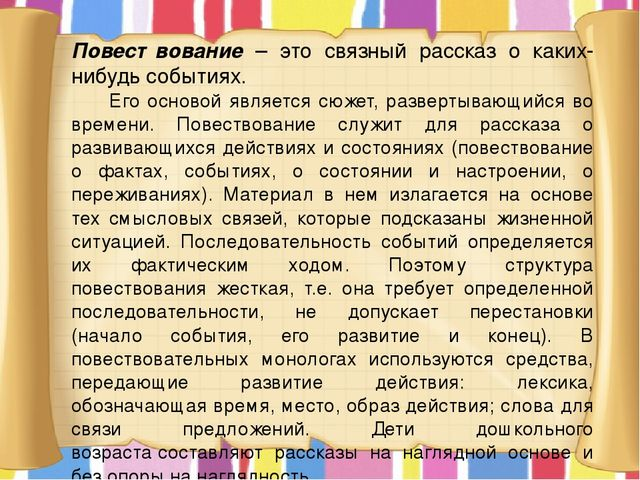 Повест вование – это связный рассказ о каких-
нибудь событиях.
Его основой является сюжет, развертывающийся во
времени. Повествование служит для рассказа о
развивающихся действиях и состояниях (повествование
о фактах, событиях, о состоянии и настроении, о
переживаниях). Материал в нем излагается на основе
тех смысловых связей, которые подсказаны жизненной
ситуацией. Последовательность событий определяется
их фактическим ходом. Поэтому структура
повествования жесткая, т.е. она требует определенной
последовательности, не допускает перестановки
(начало события, его развитие и конец). В
повествовательных монологах используются средства,
передающие развитие действия: лексика,
обозначающая время, место, образ действия; слова для
связи предложений. Дети дошкольного
возраста составляют рассказы на наглядной основе и
без опоры на наглядность.